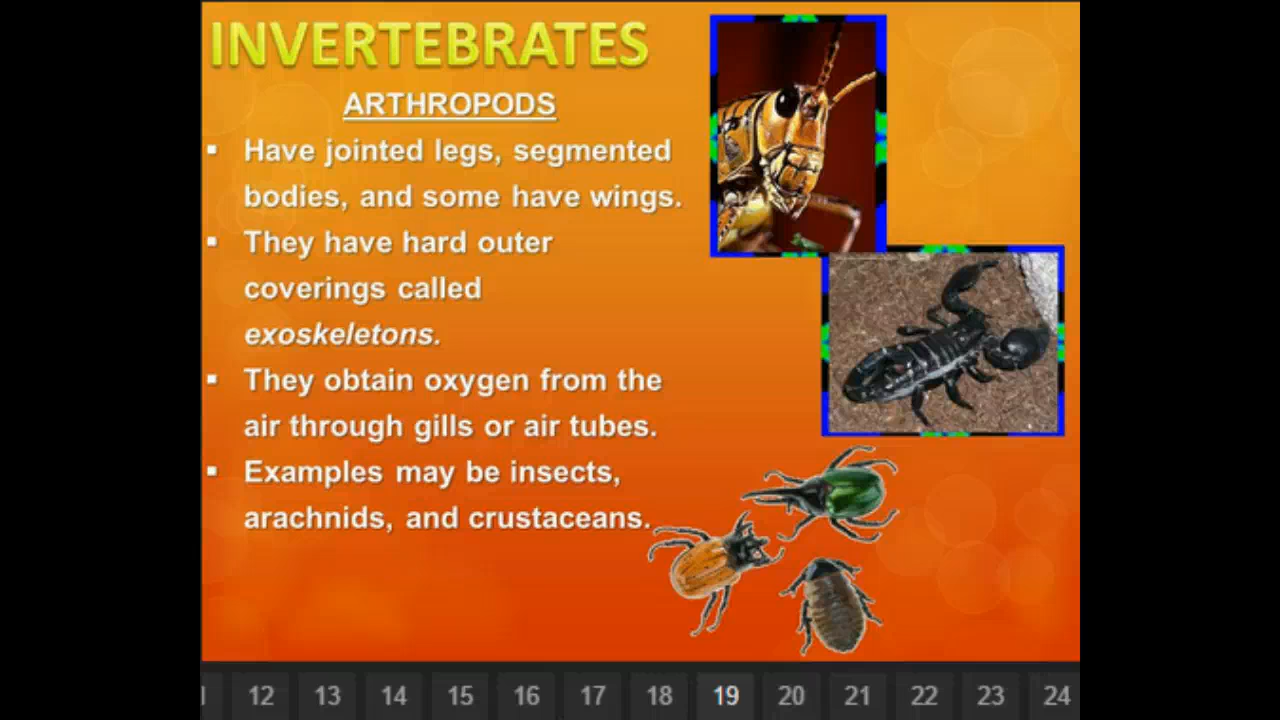 INVERTEBRATES
ARTHROPODS
▪ Have jointed legs, segmented
bodies, and some have wings.
▪ They have hard outer
coverings called
exoskeletons.
▪ They obtain oxygen from the
air through gills or air tubes.
▪ Examples may be insects,
arachnids, and crustaceans.
12 13 14 15 16 17 18 19 20 21 22 23 24